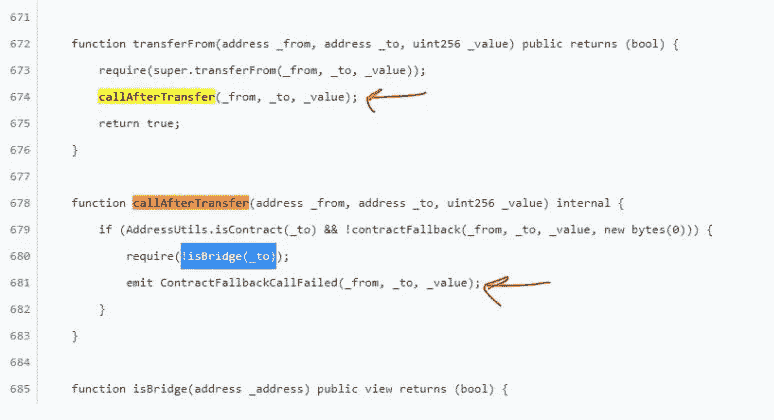 671
672 function transferFrom(address _from, address _to, uint256 _value) public returns (bool) {
673 require(super.transferFrom(_from, _to, _value));
674 callAfterTransfer(_from, _to, _value);
675 return true;
676 }
677
678 function callAfterTransfer(address _from, address _to, uint256 _value) internal {
679 if (AddressUtils.isContract(_to) && !contractFallback(_from, _to, _value, new bytes(0))) {
680 require(!isBridge(_to));
681 emit ContractFallbackCallFailed(_from, _to, _value);
682 }
683 }
684
685 function isBridge(address _address) public view returns (bool) {